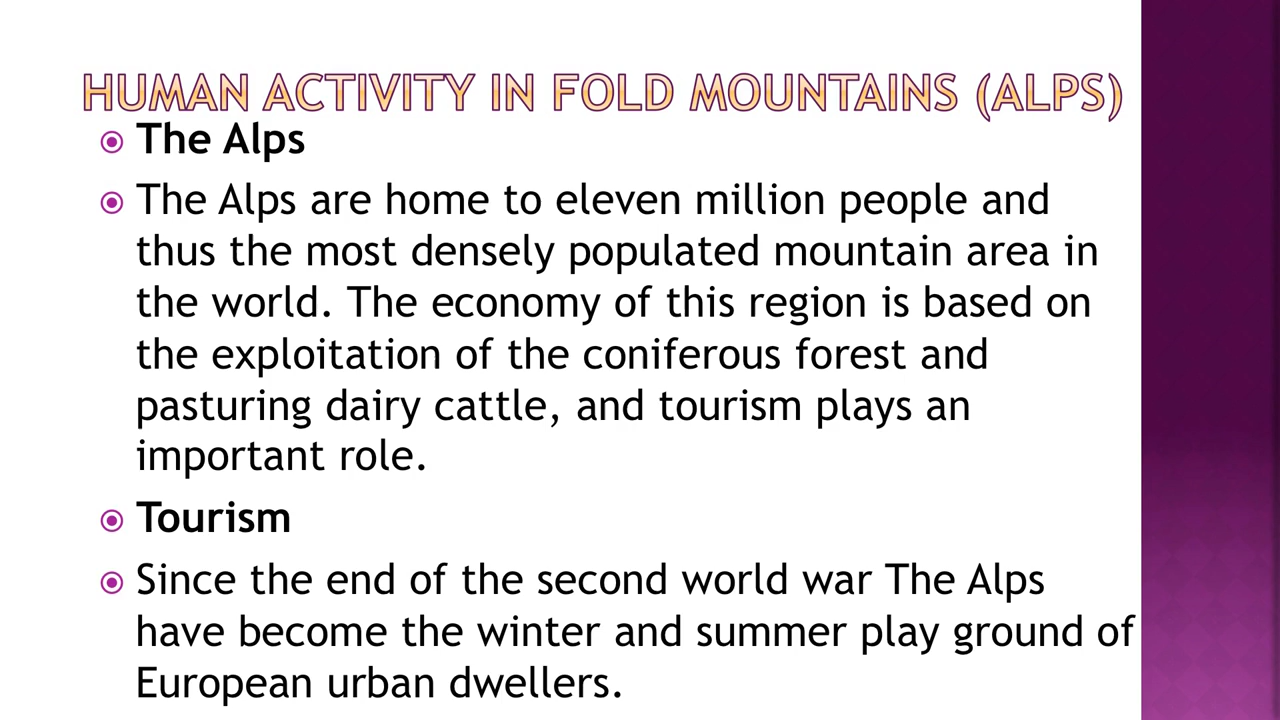 HUMAN ACTIVITY IN FOLD MOUNTAINS (ALPS)
The Alps
The Alps are home to eleven million people and
thus the most densely populated mountain area in
the world. The economy of this region is based on
the exploitation of the coniferous forest and
pasturing dairy cattle, and tourism plays an
important role.
Tourism
Since the end of the second world war The Alps
have become the winter and summer play ground of
European urban dwellers.